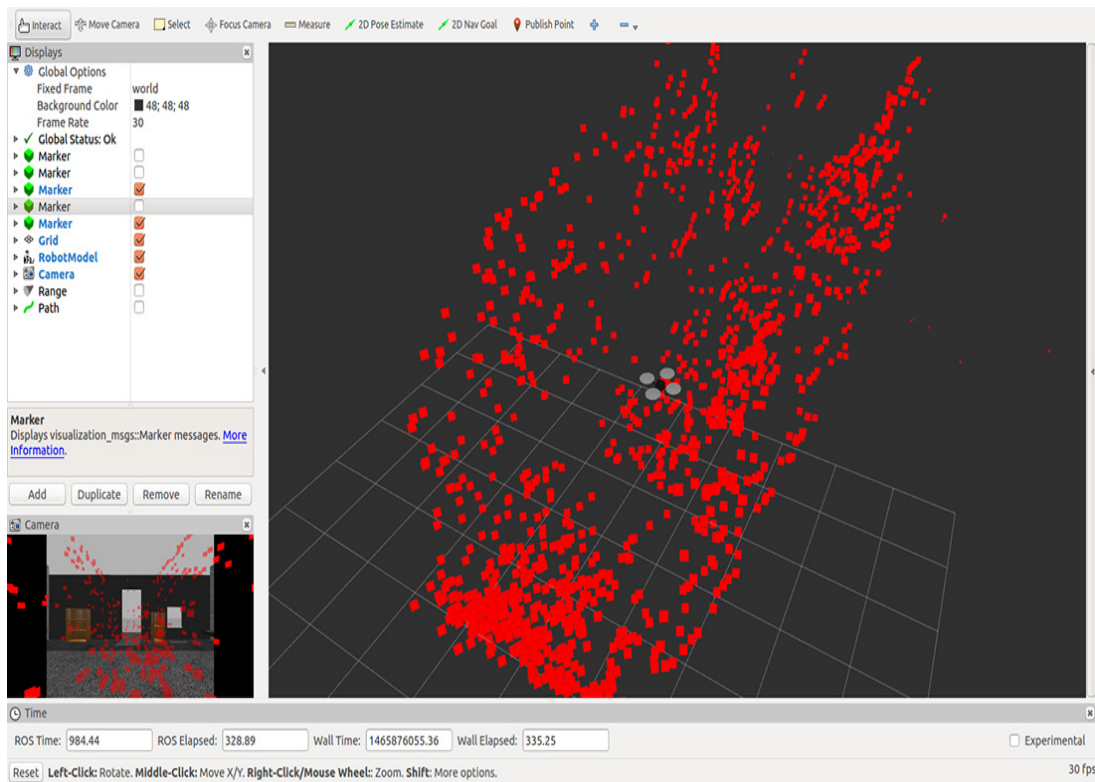 Interact Move Camera Select Focus Camera Measure 2D Pose Estimate 2D Nav Goal Publish Point
Displays
Global Options
Fixed Frame world
Background Color 48; 48; 48
Frame Rate 30
Global Status: Ok
Marker
Marker
Marker
Marker
Marker
Grid
RobotModel
Camera
Range
Path
Marker
Displays visualization_msgs::Marker messages. More
Information.
Add Duplicate Remove Rename
Camera
Time
ROS Time: 984.44 ROS Elapsed: 328.89 Wall Time: 1465876055.36 Wall Elapsed: 335.25 Experimental
Reset Left-Click: Rotate. Middle-Click: Move X/Y. Right-Click/Mouse Wheel:: Zoom. Shift: More options. 30 fps